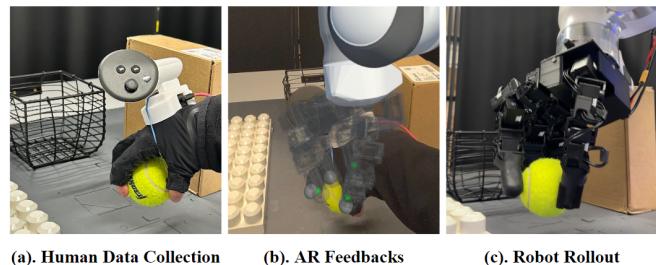 (a). Human Data Collection
(b). AR Feedbacks
(c). Robot Rollout